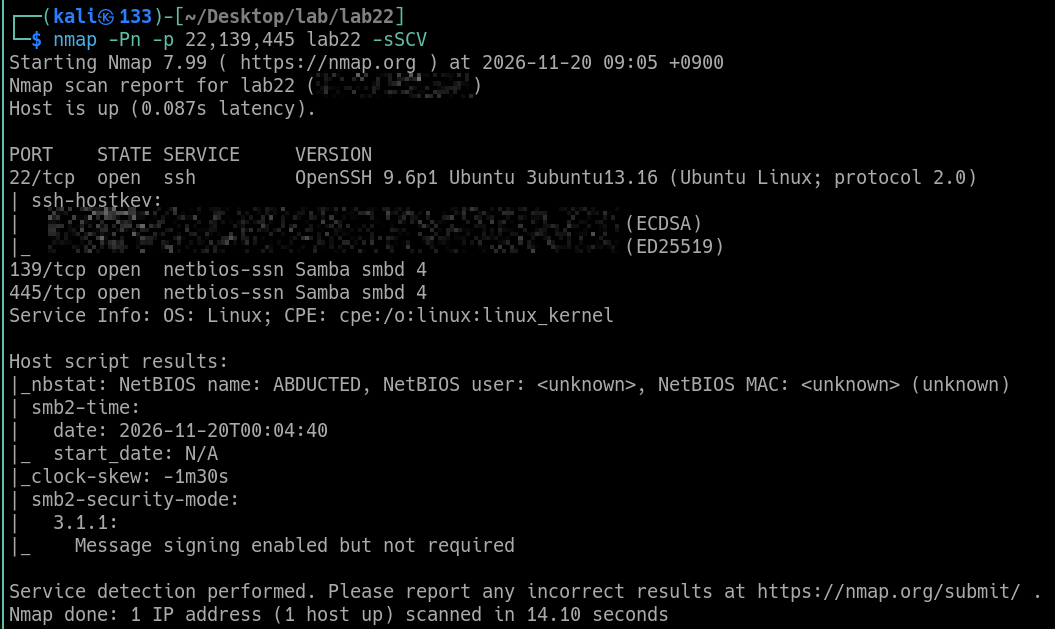 ┌──(kali㉿133)-[~/Desktop/lab/lab22]
└─$ nmap -Pn -p 22,139,445 lab22 -sSCV
Starting Nmap 7.99 ( https://nmap.org ) at 2026-11-20 09:05 +0900
Nmap scan report for lab22 ( )
Host is up (0.087s latency).

PORT    STATE SERVICE     VERSION
22/tcp  open  ssh         OpenSSH 9.6p1 Ubuntu 3ubuntu13.16 (Ubuntu Linux; protocol 2.0)
| ssh-hostkey:
|   (ECDSA)
|_  (ED25519)
139/tcp open  netbios-ssn Samba smbd 4
445/tcp open  netbios-ssn Samba smbd 4
Service Info: OS: Linux; CPE: cpe:/o:linux:linux_kernel

Host script results:
|_nbstat: NetBIOS name: ABDUCTED, NetBIOS user: <unknown>, NetBIOS MAC: <unknown> (unknown)
| smb2-time:
|   date: 2026-11-20T00:04:40
|_  start_date: N/A
|_clock-skew: -1m30s
| smb2-security-mode:
|   3.1.1:
|_    Message signing enabled but not required

Service detection performed. Please report any incorrect results at https://nmap.org/submit/ .
Nmap done: 1 IP address (1 host up) scanned in 14.10 seconds